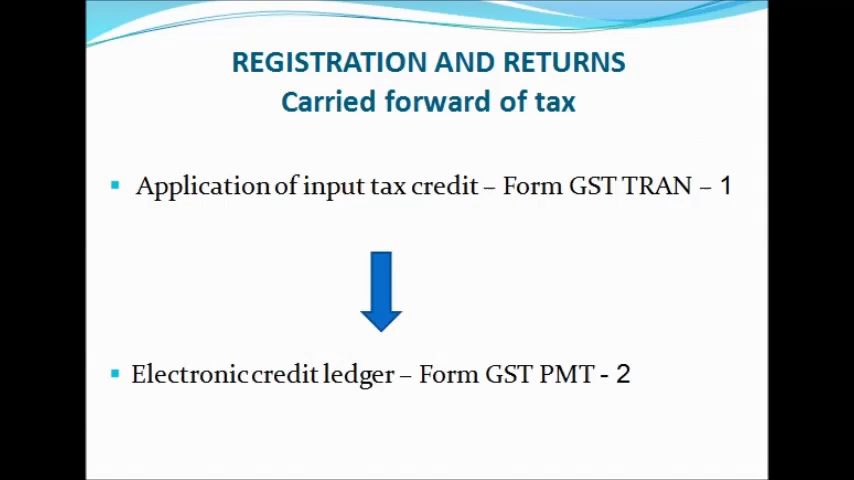 REGISTRATION AND RETURNS
Carried forward of tax
Application of input tax credit – Form GST TRAN – 1
Electronic credit ledger – Form GST PMT - 2